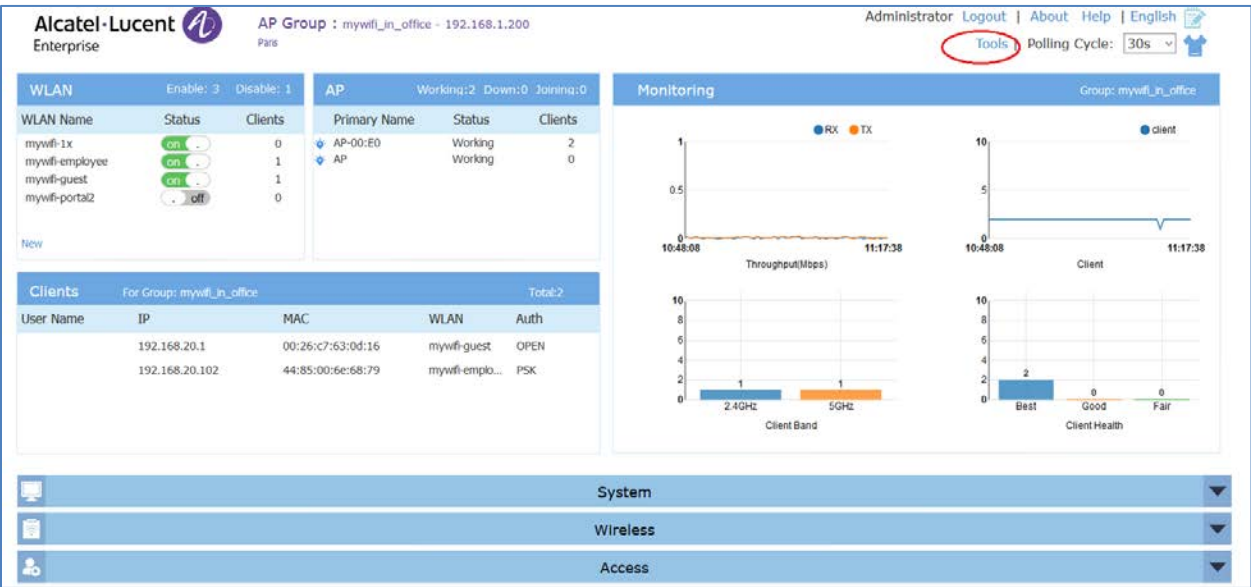 Alcatel·Lucent
Enterprise
AP Group : mywifi_in_office - 192.168.1.200
Paris
Administrator Logout | About Help | English
Tools | Polling Cycle: 30s
WLAN Enable: 3 Disable: 1
WLAN Name Status Clients
mywifi-1x on . 0
mywifi-employee on . 1
mywifi-guest on . 1
mywifi-portal2 . off 0
New
AP Working:2 Down:0 Joining:0
Primary Name Status Clients
AP-00:E0 Working 2
AP Working 0
Clients For Group: mywifi_in_office Total:2
User Name IP MAC WLAN Auth
192.168.20.1 00:26:c7:63:0d:16 mywifi-guest OPEN
192.168.20.102 44:85:00:6e:68:79 mywifi-emplo... PSK
Monitoring Group: mywifi_in_office
RX TX
1
0.5
0
10:48:08 11:17:38
Throughput(Mbps)
client
10
5
0
10:48:08 11:17:38
Client
10
8
6
4
2
0
1 1
2.4GHz 5GHz
Client Band
10
8
6
4
2
0
2 0 0
Best Good Fair
Client Health
System
Wireless
Access